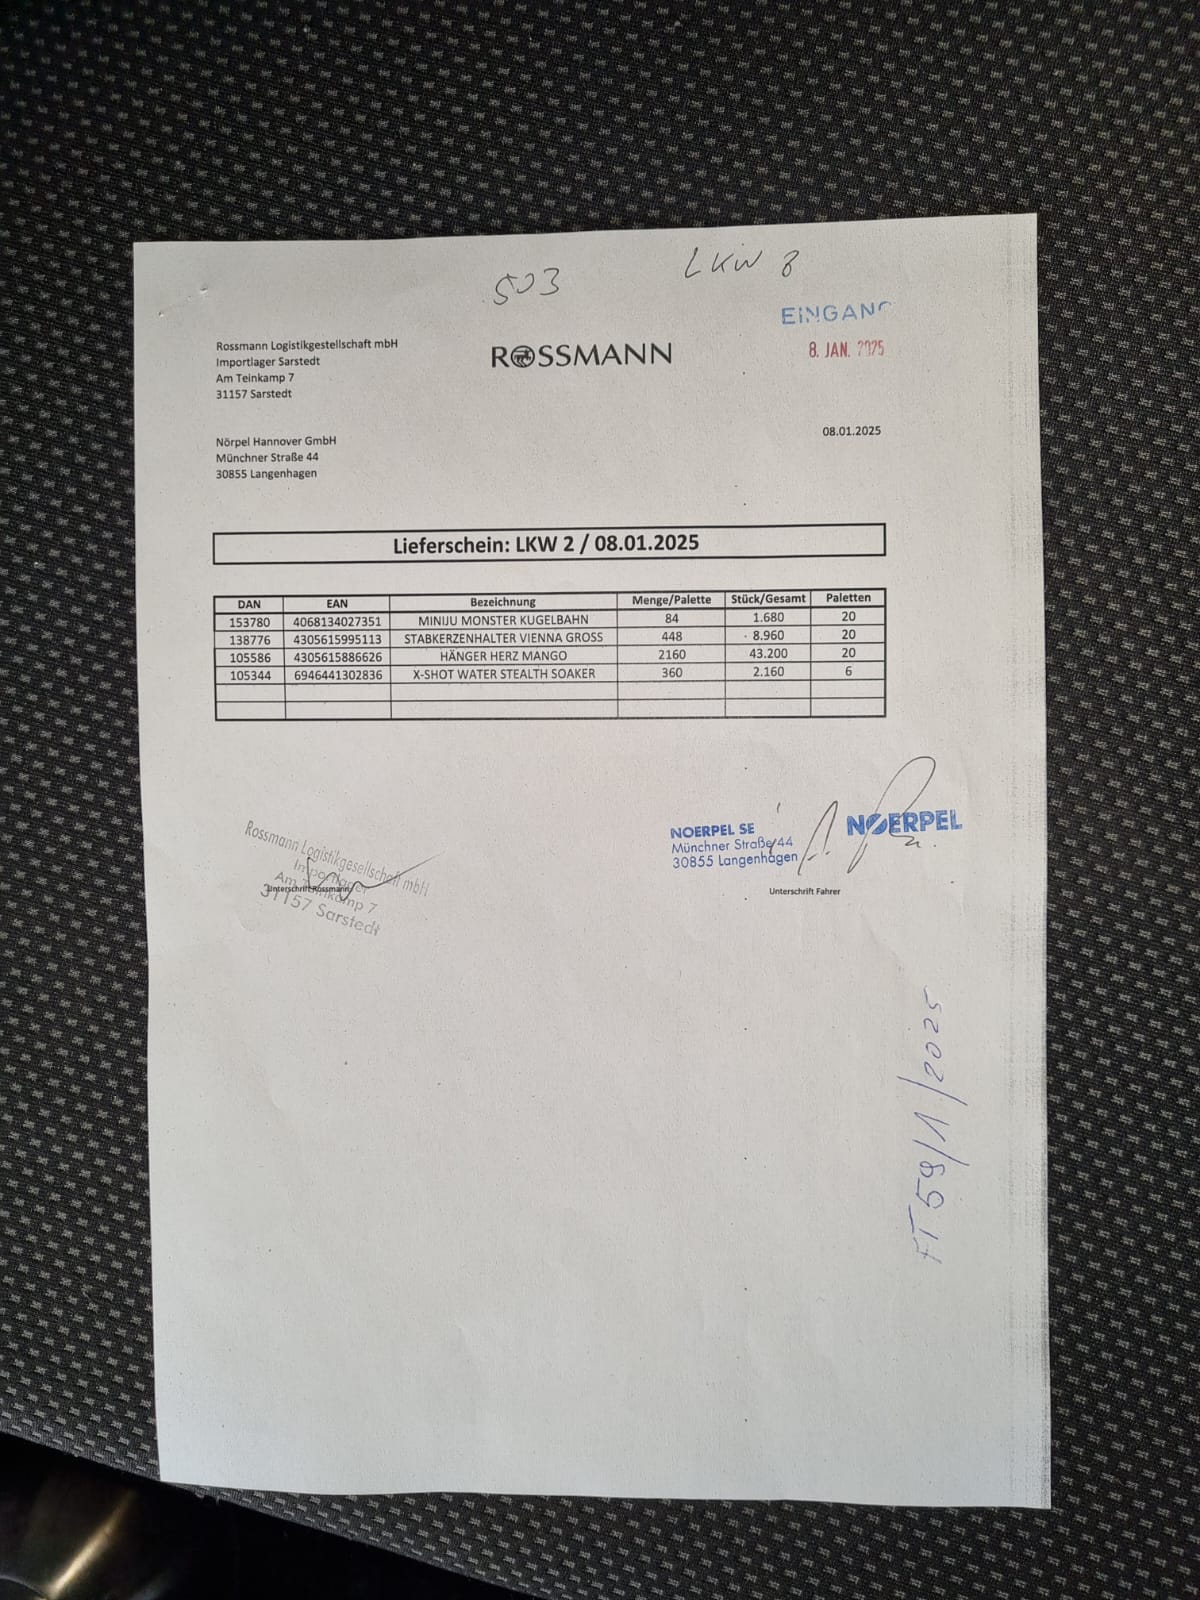 503 LKW 8
EINGANG
8. JAN. 2025
Rossmann Logistikgestellschaft mbH
Importlager Sarstedt
Am Teinkamp 7
31157 Sarstedt
ROSSMANN
Nörpel Hannover GmbH
Münchner Straße 44
30855 Langenhagen
08.01.2025
Lieferschein: LKW 2 / 08.01.2025
DAN EAN Bezeichnung Menge/Palette Stück/Gesamt Paletten
153780 4068134027351 MINIJU MONSTER KUGELBAHN 84 1.680 20
138776 4305615995113 STABKERZENHALTER VIENNA GROSS 448 8.960 20
105586 4305615886626 HÄNGER HERZ MANGO 2160 43.200 20
105344 6946441302836 X-SHOT WATER STEALTH SOAKER 360 2.160 6
Rossmann Logistikgesellschaft mbH
Importlager
Am Teinkamp 7
31157 Sarstedt
Unterschrift Rossmann
NOERPEL SE
Münchner Straße 44
30855 Langenhagen
NOERPEL
Unterschrift Fahrer
FT 59/1/2025